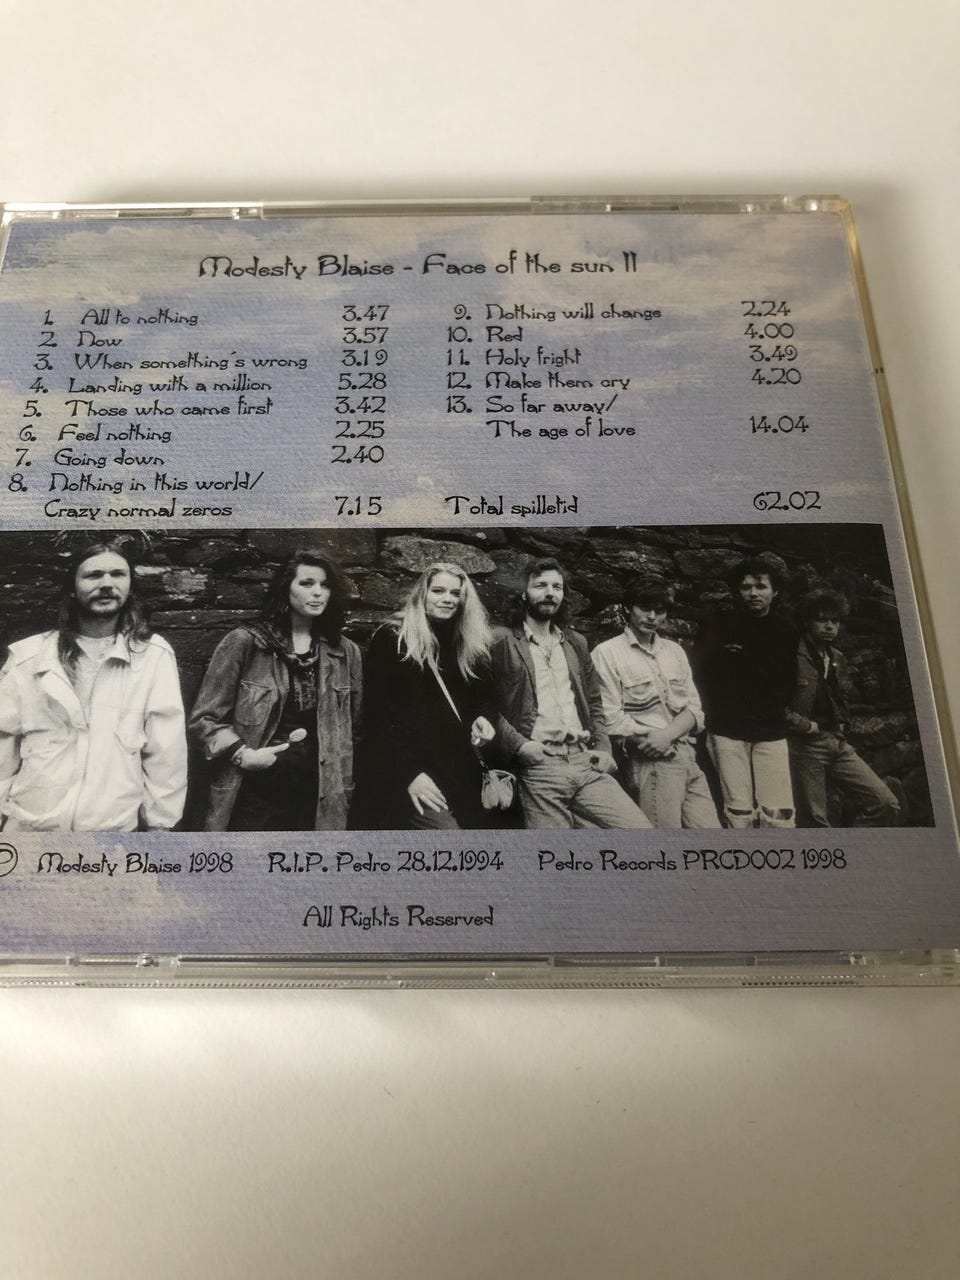 Modesty Blaise - Face of the sun II
1. All to nothing 3.47
2. Now 3.57
3. When something's wrong 3.19
4. Landing with a million 5.28
5. Those who came first 3.42
6. Feel nothing 2.25
7. Going down 2.40
8. Nothing in this world/
Crazy normal zeros 7.15
9. Nothing will change 2.24
10. Red 4.00
11. Holy fright 3.49
12. Make them cry 4.20
13. So far away/
The age of love 14.04
Total spilletid 62.02
℗ Modesty Blaise 1998 R.I.P. Pedro 28.12.1994 Pedro Records PRCD002 1998
All Rights Reserved